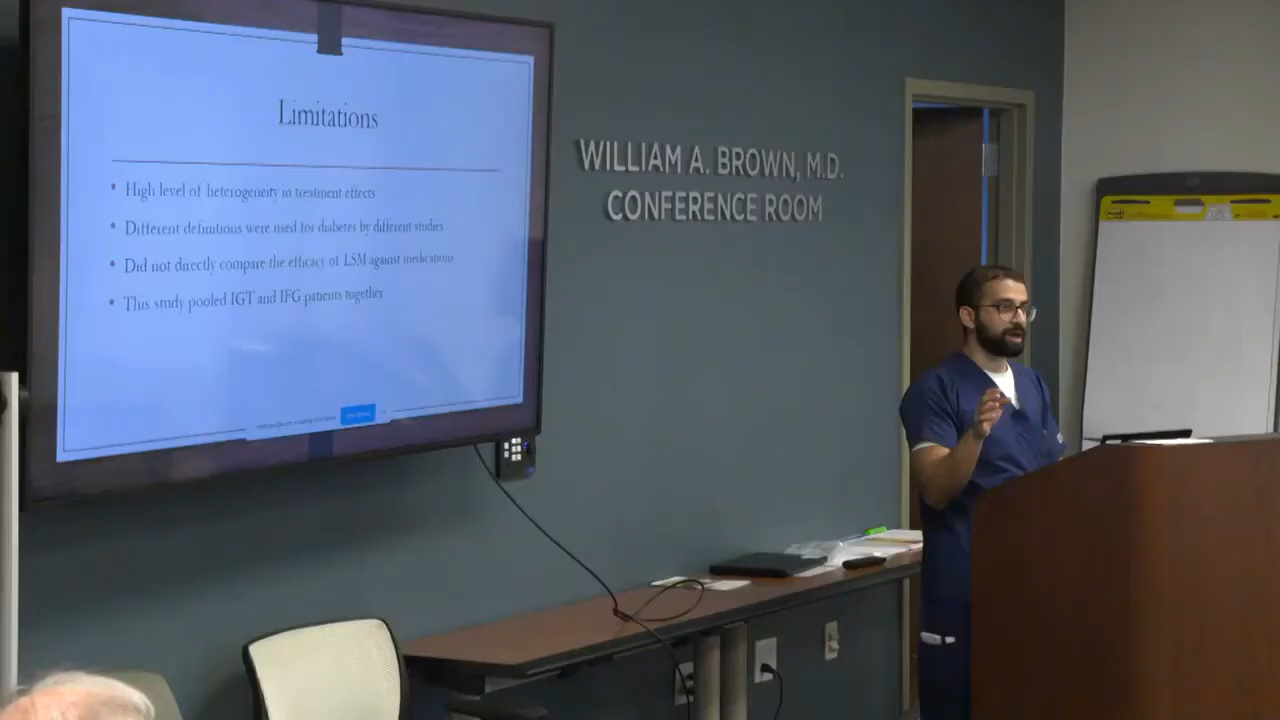 Limitations
• High level of heterogeneity in treatment effects
• Different definitions were used for diabetes by different studies
• Did not directly compare the efficacy of LSM against medications
• This study pooled IGT and IFG patients together
WILLIAM A. BROWN, M.D.
CONFERENCE ROOM